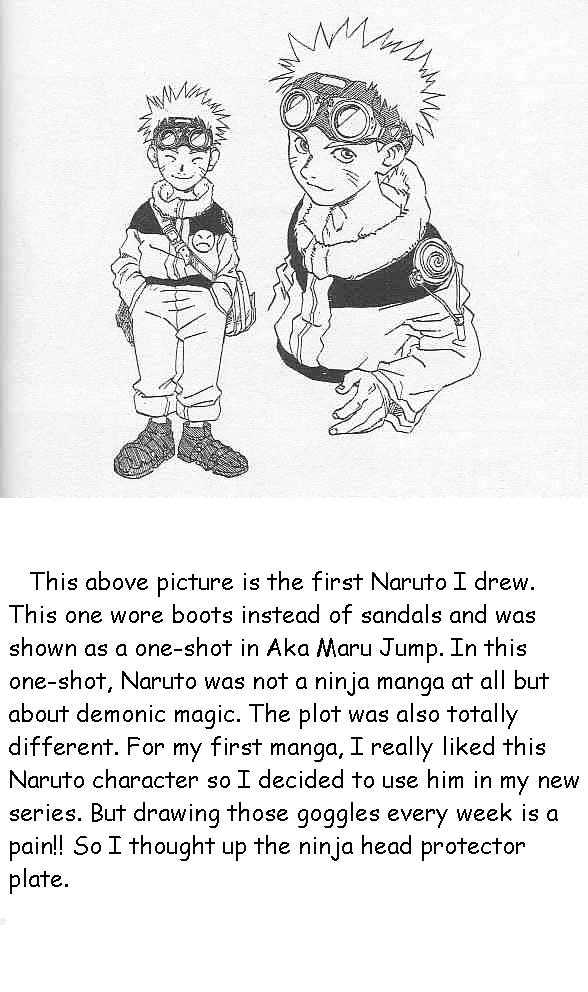 This above picture is the first Naruto I drew.
This one wore boots instead of sandals and was
shown as a one-shot in Aka Maru Jump. In this
one-shot, Naruto was not a ninja manga at all but
about demonic magic. The plot was also totally
different. For my first manga, I really liked this
Naruto character so I decided to use him in my new
series. But drawing those goggles every week is a
pain!! So I thought up the ninja head protector
plate.